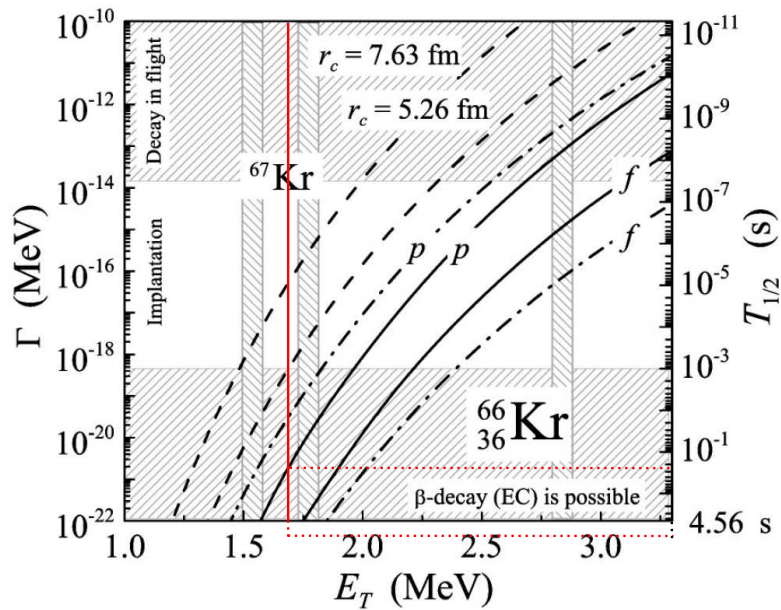 10⁻¹⁰
10⁻¹²
10⁻¹⁴
10⁻¹⁶
10⁻¹⁸
10⁻²⁰
10⁻²²
Γ (MeV)
Decay in flight
Implantation
r_c = 7.63 fm
r_c = 5.26 fm
⁶⁷Kr
p
p
f
f
⁶⁶₃₆Kr
β-decay (EC) is possible
10⁻¹¹
10⁻⁹
10⁻⁷
10⁻⁵
10⁻³
10⁻¹
4.56 s
T₁/₂ (s)
1.0 1.5 2.0 2.5 3.0
E_T (MeV)